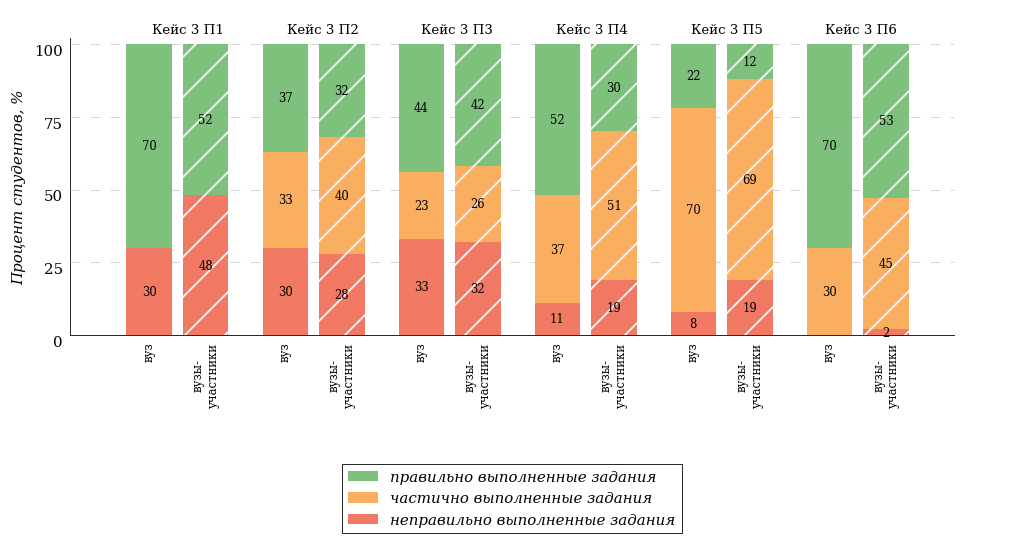 Кейс 3 П1 Кейс 3 П2 Кейс 3 П3 Кейс 3 П4 Кейс 3 П5 Кейс 3 П6
Процент студентов, %
100
75
50
25
0
70 52 37 32 44 42 52 30 22 12 70 53
33 40 23 26 37 51 70 69 30 45
30 48 30 28 33 32 11 19 8 19 2
вуз
вузы-
участники
вуз
вузы-
участники
вуз
вузы-
участники
вуз
вузы-
участники
вуз
вузы-
участники
вуз
вузы-
участники
правильно выполненные задания
частично выполненные задания
неправильно выполненные задания